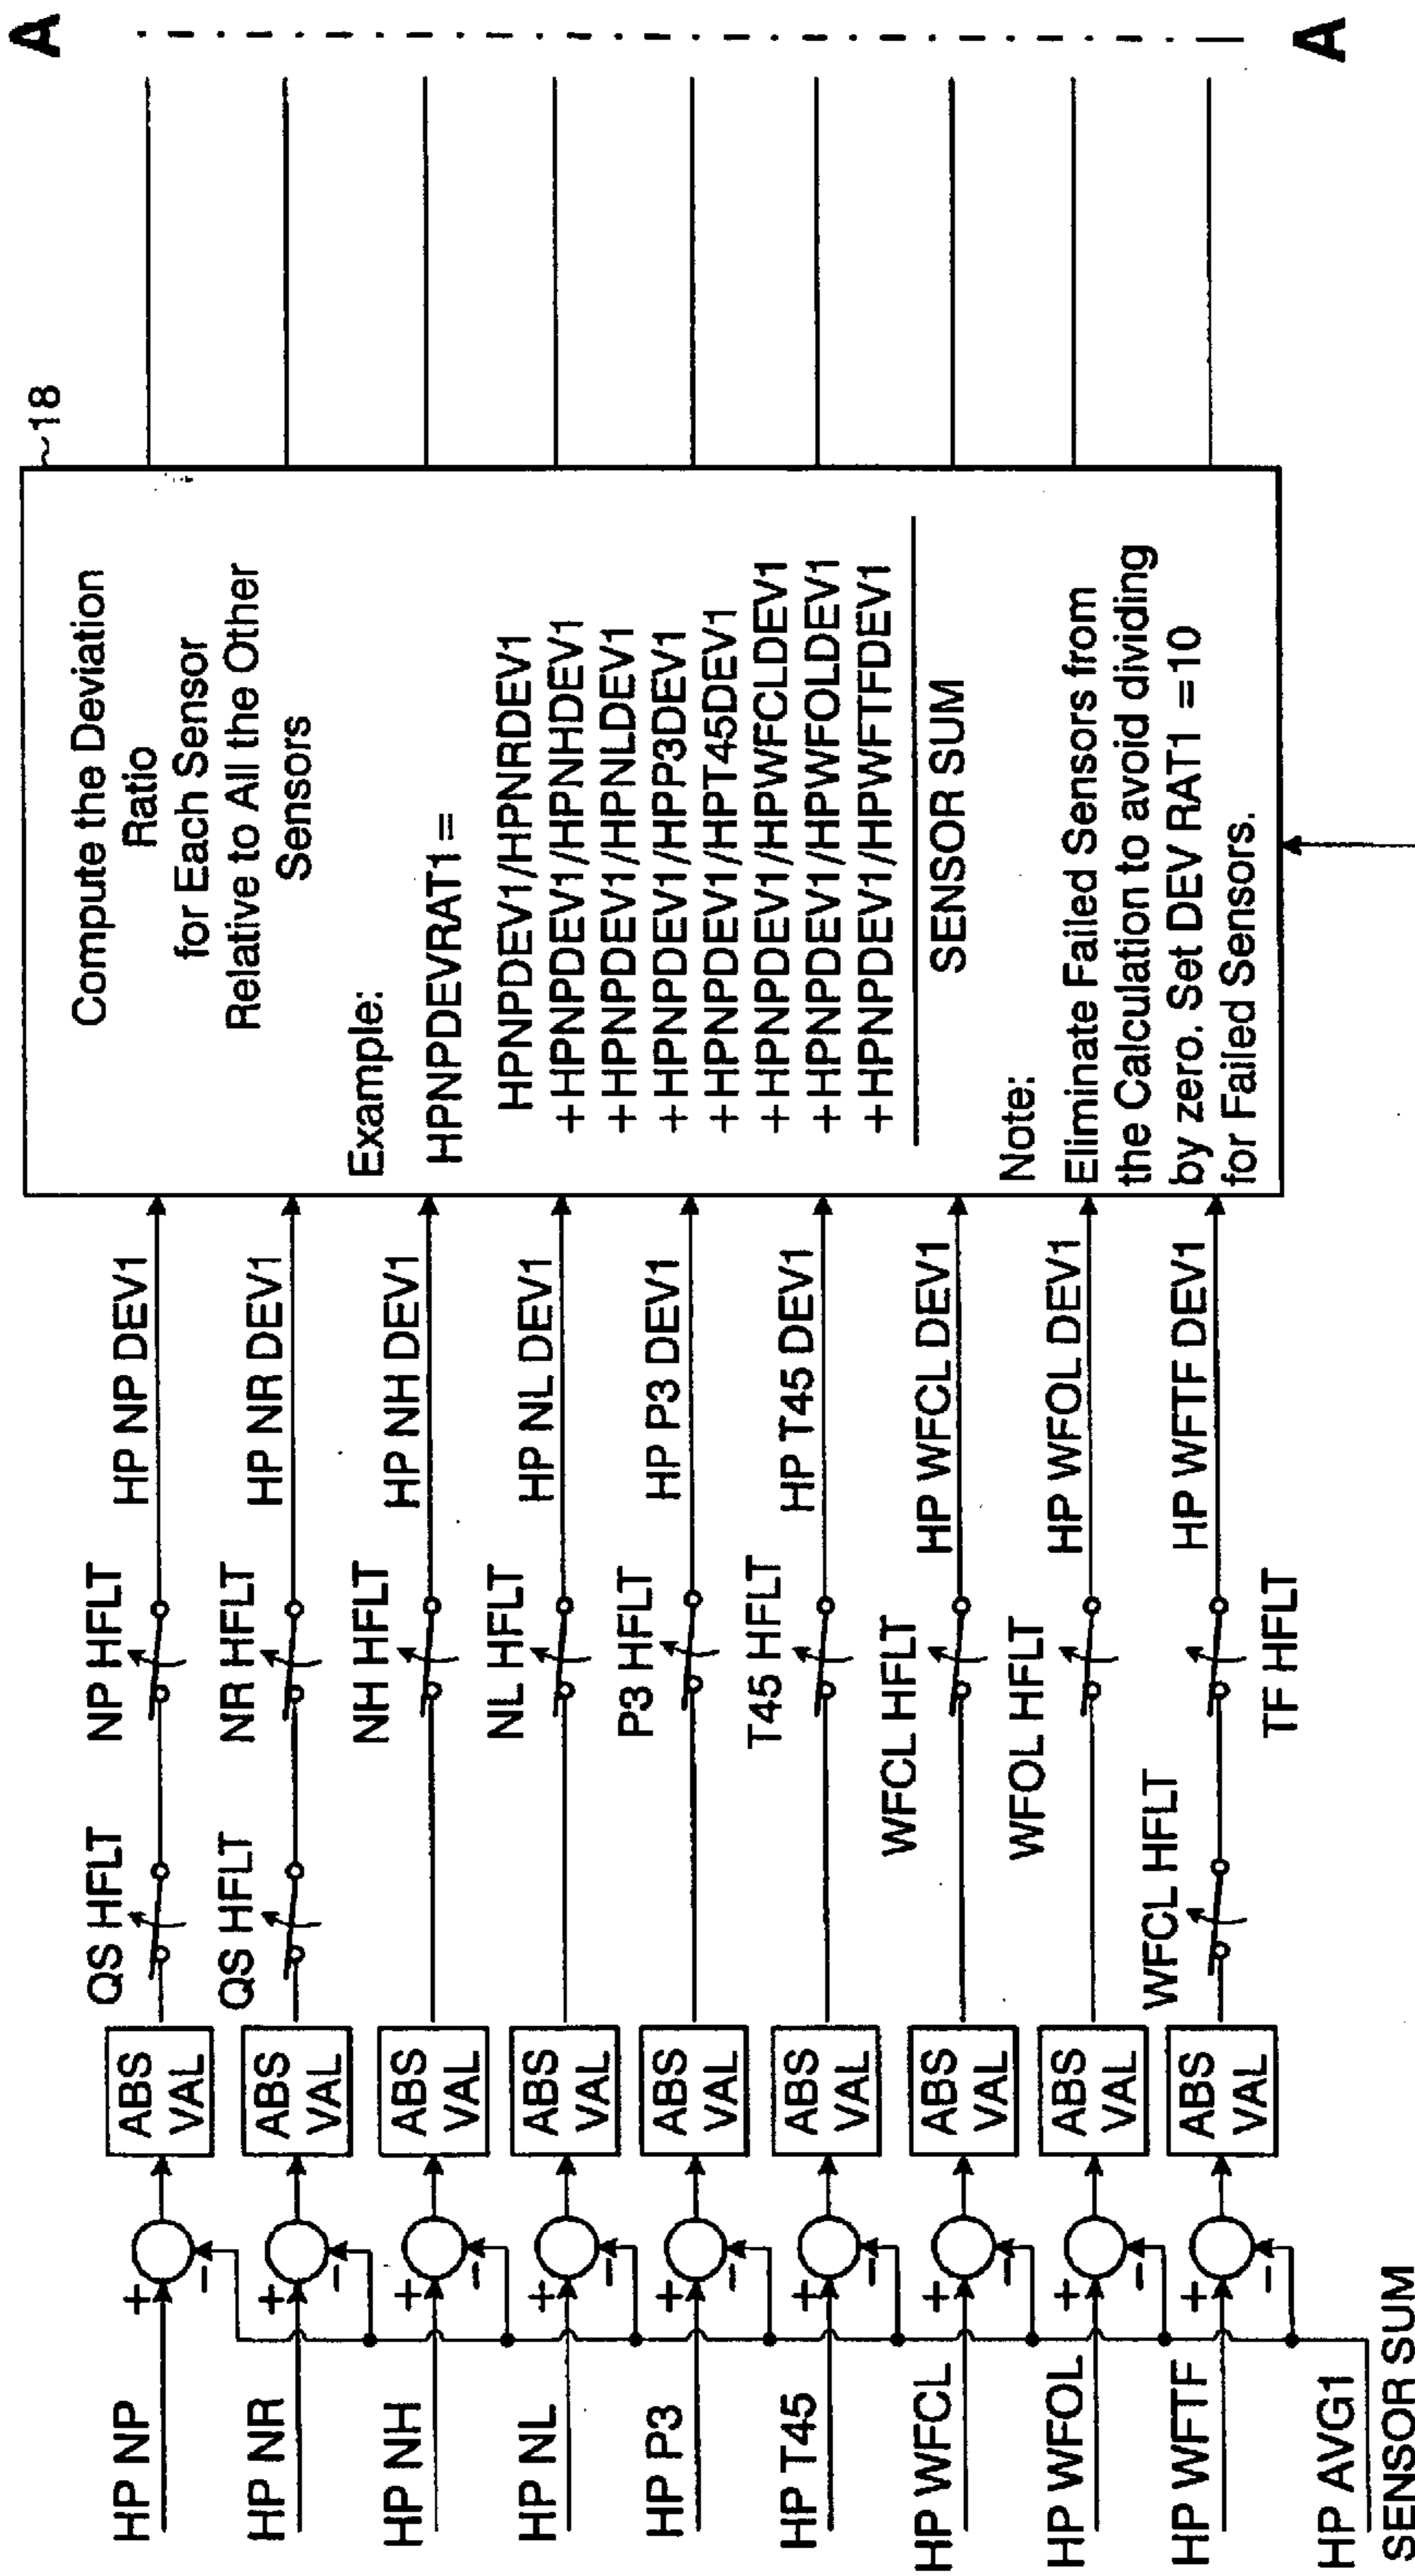 HP NP
HP NR
HP NH
HP NL
HP P3
HP T45
HP WFCL
HP WFOL
HP WFTF
HP AVG1
SENSOR SUM
+
−
+
−
+
−
+
−
+
−
+
−
+
−
+
−
+
−
ABS
VAL
ABS
VAL
ABS
VAL
ABS
VAL
ABS
VAL
ABS
VAL
ABS
VAL
ABS
VAL
ABS
VAL
QS HFLT
QS HFLT
WFCL HFLT
NP HFLT
NR HFLT
NH HFLT
NL HFLT
P3 HFLT
T45 HFLT
WFCL HFLT
WFOL HFLT
TF HFLT
HP NP DEV1
HP NR DEV1
HP NH DEV1
HP NL DEV1
HP P3 DEV1
HP T45 DEV1
HP WFCL DEV1
HP WFOL DEV1
HP WFTF DEV1
18
Compute the Deviation
Ratio
for Each Sensor
Relative to All the Other
Sensors
Example:
HPNPDEVRAT1 =
HPNPDEV1/HPNRDEV1
+HPNPDEV1/HPNHDEV1
+HPNPDEV1/HPNLDEV1
+HPNPDEV1/HPP3DEV1
+HPNPDEV1/HPT45DEV1
+HPNPDEV1/HPWFCLDEV1
+HPNPDEV1/HPWFOLDEV1
+HPNPDEV1/HPWFTFDEV1
SENSOR SUM
Note:
Eliminate Failed Sensors from
the Calculation to avoid dividing
by zero. Set DEV RAT1 =10
for Failed Sensors.
A
A